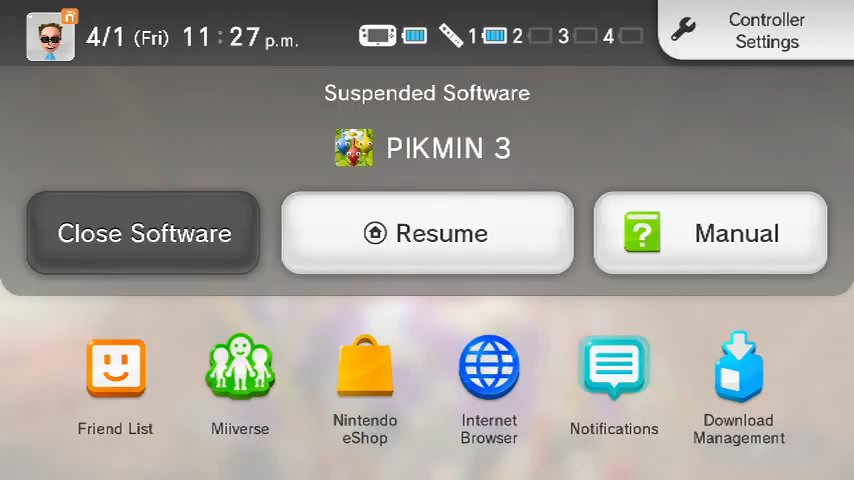 4/1 (Fri) 11:27 p.m.
1 2 3 4
Controller
Settings
Suspended Software
PIKMIN 3
Close Software
Resume
? Manual
Friend List
Miiverse
Nintendo
eShop
Internet
Browser
Notifications
Download
Management